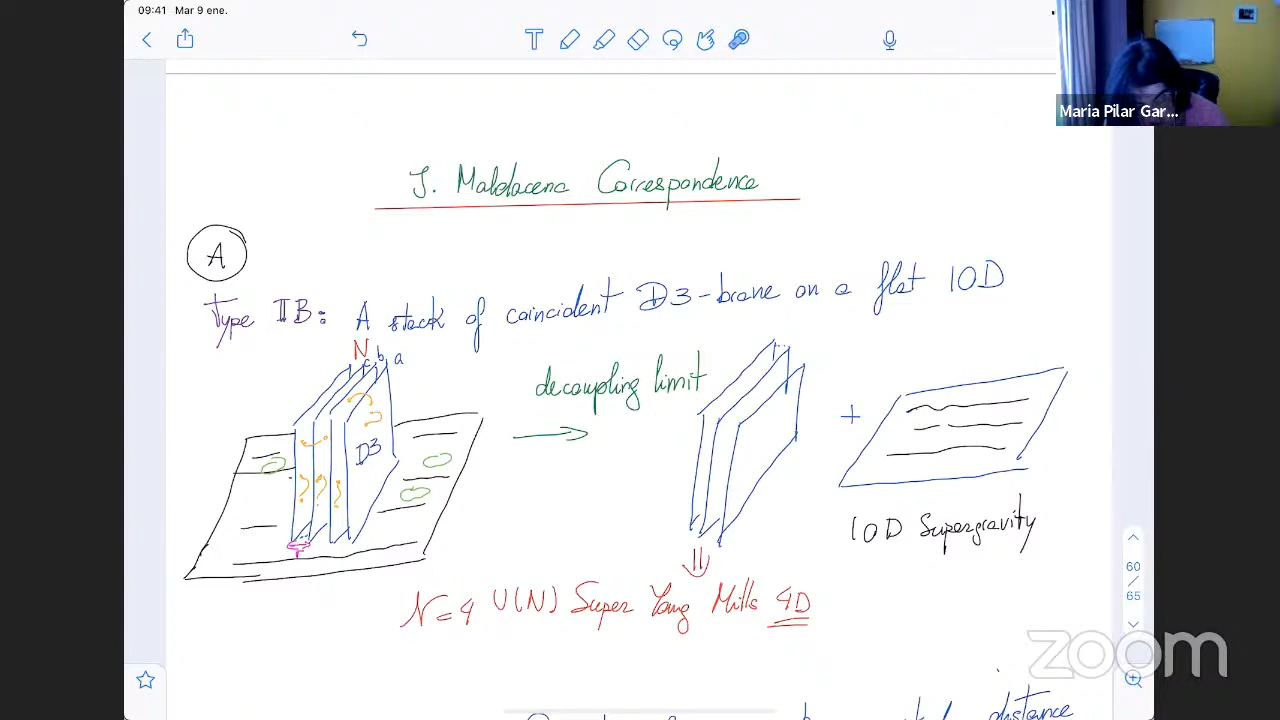 09:41 Mar 9 ene.
Maria Pilar Gar...
J. Maldacena Correspondence
A
Type IIB: A stack of coincident D3-brane on a flat 10D
N c b a
decoupling limit
D3
+
10D Supergravity
N=4 U(N) Super Yang Mills 4D
60
/
65
zoom
distance